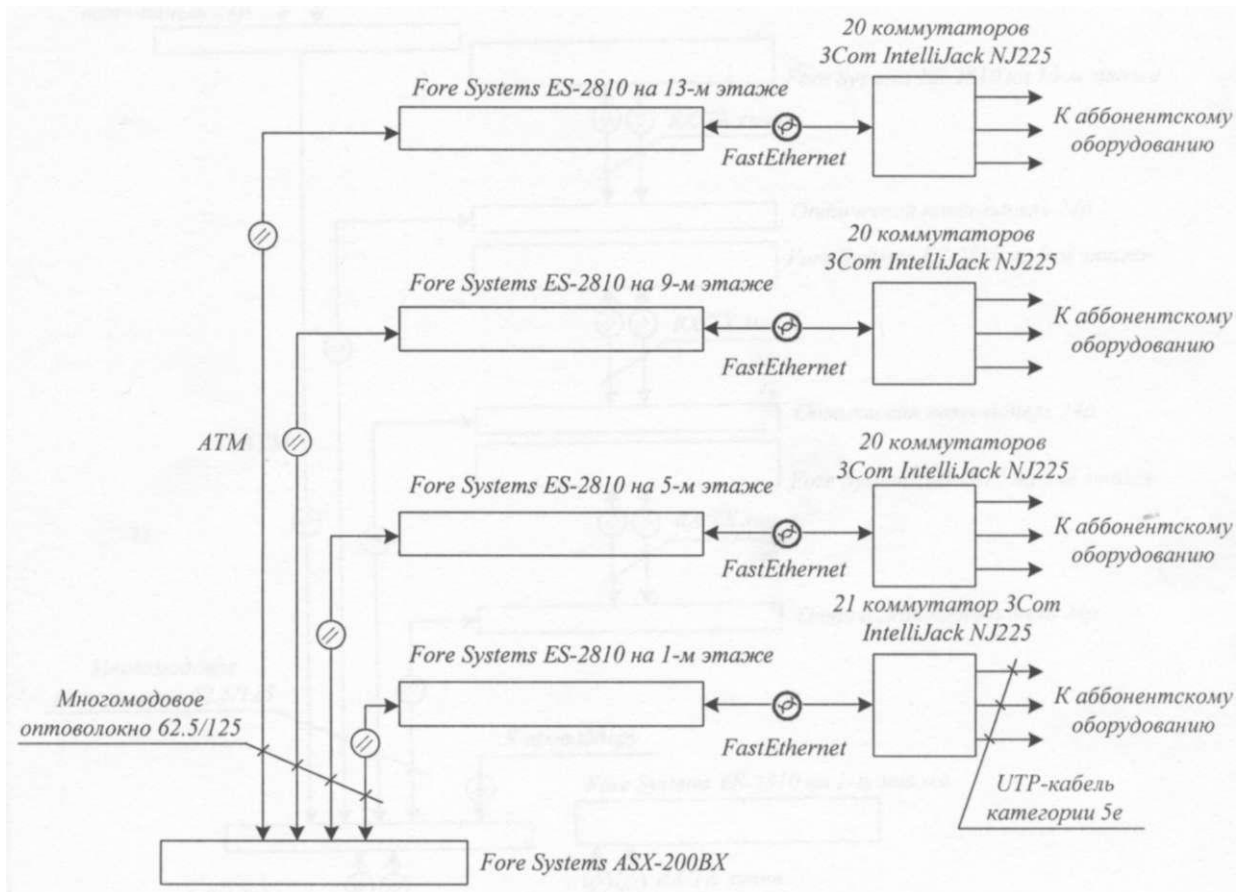 20 коммутаторов
3Com IntelliJack NJ225
Fore Systems ES-2810 на 13-м этаже
К аббонентскому
оборудованию
FastEthernet
20 коммутаторов
3Com IntelliJack NJ225
Fore Systems ES-2810 на 9-м этаже
К аббонентскому
оборудованию
FastEthernet
ATM
20 коммутаторов
3Com IntelliJack NJ225
Fore Systems ES-2810 на 5-м этаже
К аббонентскому
оборудованию
FastEthernet
21 коммутатор 3Com
IntelliJack NJ225
Fore Systems ES-2810 на 1-м этаже
Многомодовое
оптоволокно 62.5/125
К аббонентскому
оборудованию
FastEthernet
UTP-кабель
категории 5e
Fore Systems ASX-200BX